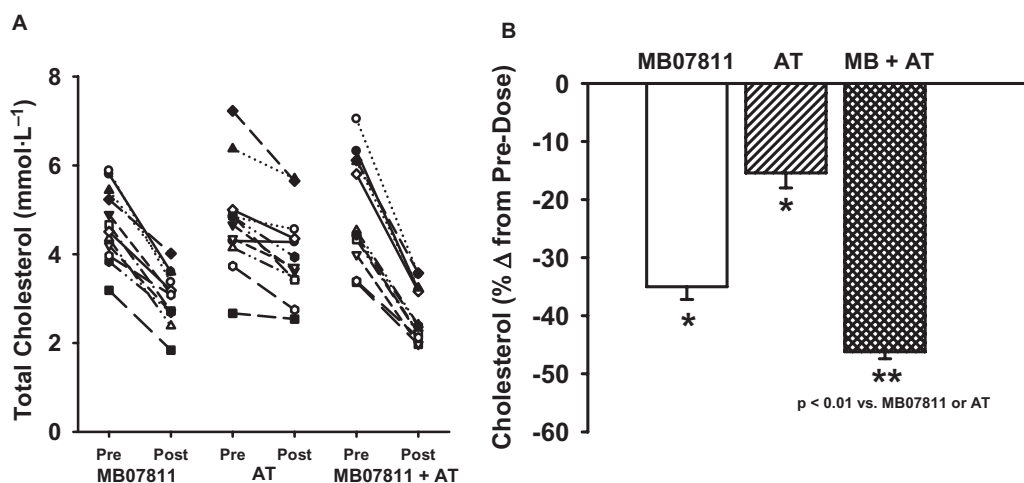 A
Total Cholesterol (mmol·L⁻¹)
8
6
4
2
0
Pre Post Pre Post Pre Post
MB07811 AT MB07811 + AT
B
Cholesterol (% Δ from Pre-Dose)
MB07811 AT MB + AT
0
-10
-20
-30
-40
-50
-60
*
*
**
p < 0.01 vs. MB07811 or AT